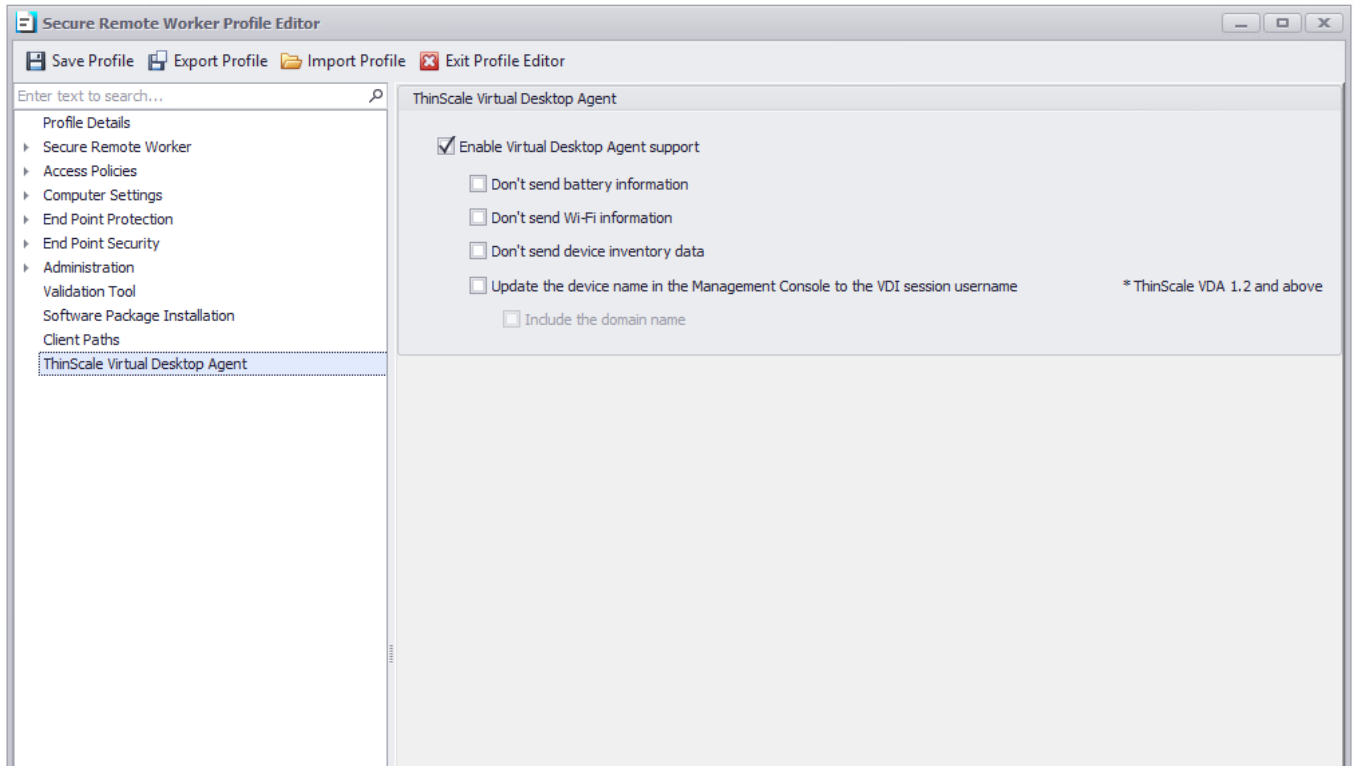 Secure Remote Worker Profile Editor
Save Profile Export Profile Import Profile Exit Profile Editor
Enter text to search...
Profile Details
Secure Remote Worker
Access Policies
Computer Settings
End Point Protection
End Point Security
Administration
Validation Tool
Software Package Installation
Client Paths
ThinScale Virtual Desktop Agent
ThinScale Virtual Desktop Agent
Enable Virtual Desktop Agent support
Don't send battery information
Don't send Wi-Fi information
Don't send device inventory data
Update the device name in the Management Console to the VDI session username * ThinScale VDA 1.2 and above
Include the domain name